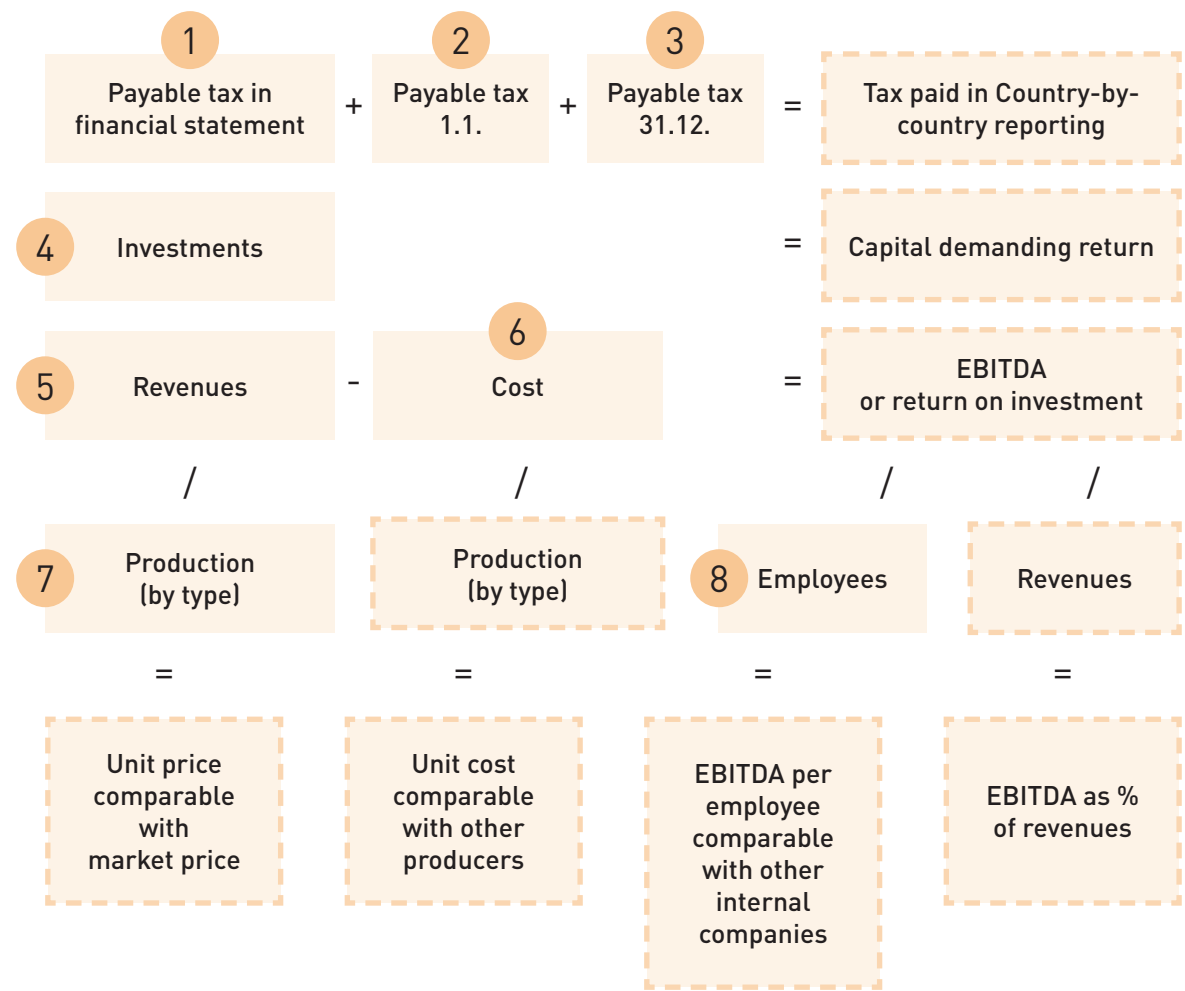 1
2
3
Payable tax in
financial statement
+
Payable tax
1.1.
+
Payable tax
31.12.
=
Tax paid in Country-by-
country reporting
4
Investments
=
Capital demanding return
5
Revenues
-
6
Cost
=
EBITDA
or return on investment
/
/
/
/
7
Production
(by type)
Production
(by type)
8
Employees
Revenues
=
=
=
=
Unit price
comparable
with
market price
Unit cost
comparable
with other
producers
EBITDA per
employee
comparable
with other
internal
companies
EBITDA as %
of revenues